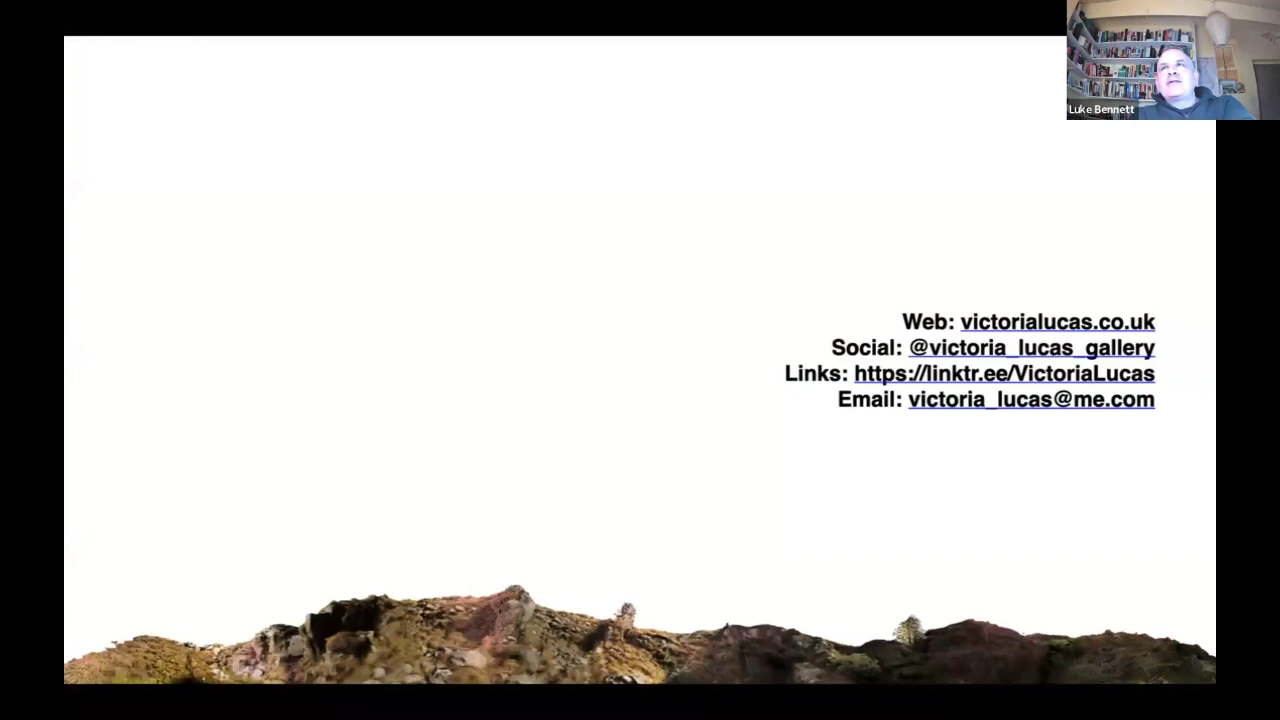 Luke Bennett
Web: victorialucas.co.uk
Social: @victoria_lucas_gallery
Links: https://linktr.ee/VictoriaLucas
Email: victoria_lucas@me.com